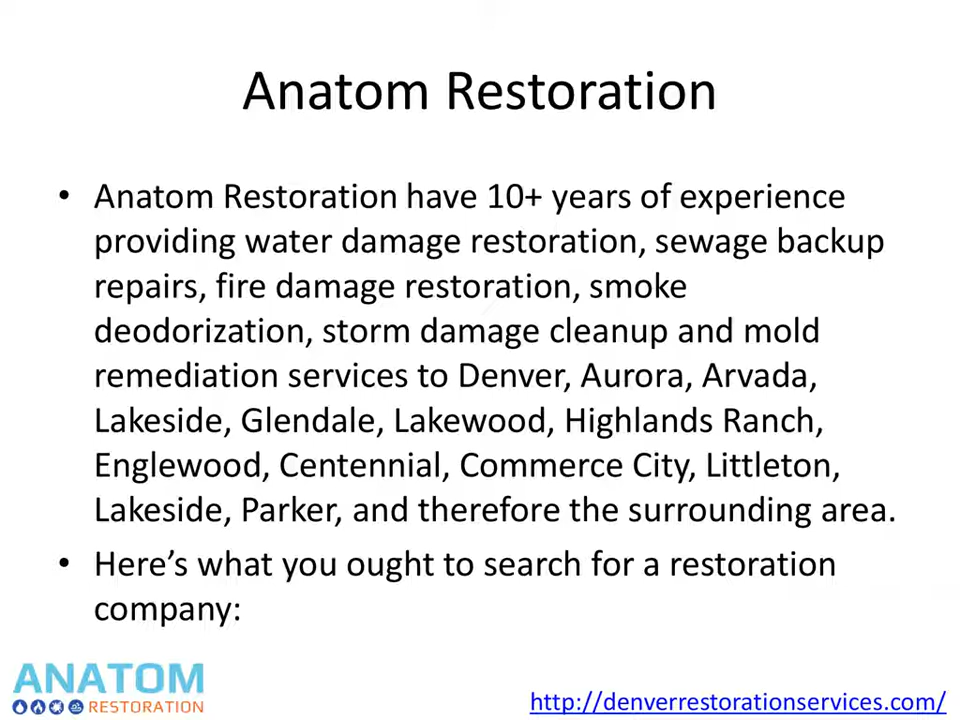 Anatom Restoration
• Anatom Restoration have 10+ years of experience
providing water damage restoration, sewage backup
repairs, fire damage restoration, smoke
deodorization, storm damage cleanup and mold
remediation services to Denver, Aurora, Arvada,
Lakeside, Glendale, Lakewood, Highlands Ranch,
Englewood, Centennial, Commerce City, Littleton,
Lakeside, Parker, and therefore the surrounding area.
• Here’s what you ought to search for a restoration
company:
ANATOM
RESTORATION
http://denverrestorationservices.com/